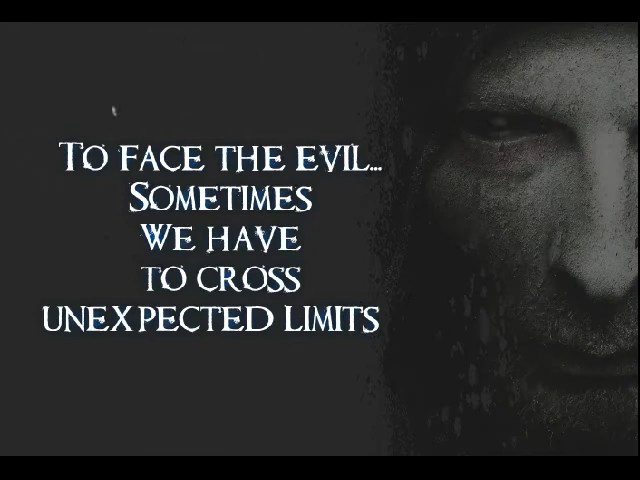 To face the evil...
Sometimes
We have
to cross
unexpected limits